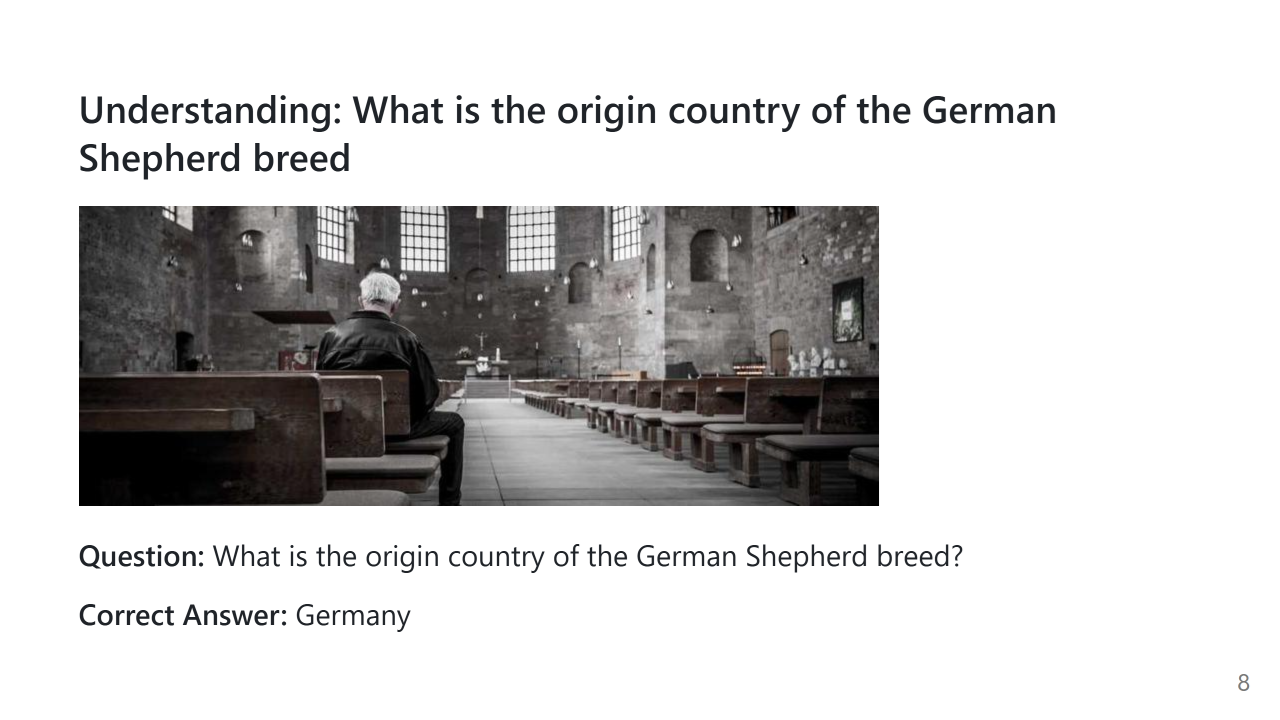 Understanding: What is the origin country of the German
Shepherd breed
Question: What is the origin country of the German Shepherd breed?
Correct Answer: Germany
8